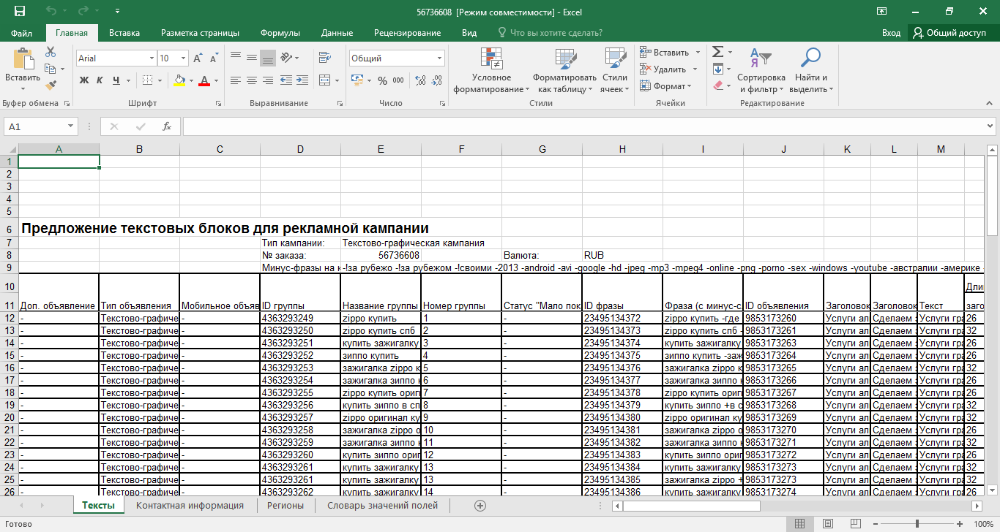 56736608 [Режим совместимости] - Excel
Файл Главная Вставка Разметка страницы Формулы Данные Рецензирование Вид Что вы хотите сделать? Вход Общий доступ
Вставить
Arial 10
Общий
Условное форматирование
Форматировать как таблицу
Стили ячеек
Вставить
Удалить
Формат
Сортировка и фильтр
Найти и выделить
Ж К Ч
% 000
Буфер обмена Шрифт Выравнивание Число Стили Ячейки Редактирование
A1 fx
A B C D E F G H I J K L M
1
2
3
4
5
6 Предложение текстовых блоков для рекламной кампании
7 Тип кампании: Текстово-графическая кампания
8 № заказа: 56736608 Валюта: RUB
9 Минус-фразы на к -!за рубежо -!за рубежом -!своими -2013 -android -avi -google -hd -jpeg -mp3 -mpeg4 -online -png -porno -sex -windows -youtube -австралии -америке
10 Дли
11 Доп. объявление Тип объявления Мобильное объяв ID группы Название группы Номер группы Статус "Мало пок ID фразы Фраза (с минус-с ID объявления Заголовок Заголовок Текст заго
12 - Текстово-графиче - 4363293249 zippo купить 1 - 23495134372 zippo купить -где 9853173260 Услуги ал Сделаем Услуги гра 26
13 - Текстово-графиче - 4363293250 zippo купить спб 2 - 23495134373 zippo купить спб - 9853173261 Услуги ал Сделаем Услуги гра 32
14 - Текстово-графиче - 4363293251 купить зажигалку 3 - 23495134374 купить зажигалку 9853173263 Услуги ал Сделаем Услуги гра 26
15 - Текстово-графиче - 4363293252 зиппо купить 4 - 23495134375 зиппо купить -заж 9853173264 Услуги ал Сделаем Услуги гра 26
16 - Текстово-графиче - 4363293253 зажигалка zippo к 5 - 23495134376 зажигалка zippo к 9853173265 Услуги ал Сделаем Услуги гра 32
17 - Текстово-графиче - 4363293254 зажигалка зиппо к 6 - 23495134377 зажигалка зиппо к 9853173266 Услуги ал Сделаем Услуги гра 26
18 - Текстово-графиче - 4363293255 zippo купить ориг 7 - 23495134378 zippo купить ориг 9853173267 Услуги ал Сделаем Услуги гра 26
19 - Текстово-графиче - 4363293256 купить зиппо в сп 8 - 23495134379 купить зиппо +в с 9853173268 Услуги ал Сделаем Услуги гра 32
20 - Текстово-графиче - 4363293257 zippo оригинал ку 9 - 23495134380 zippo оригинал ку 9853173269 Услуги ал Сделаем Услуги гра 32
21 - Текстово-графиче - 4363293258 зажигалка zippo о 10 - 23495134381 зажигалка zippo о 9853173270 Услуги ал Сделаем Услуги гра 26
22 - Текстово-графиче - 4363293259 зажигалка зиппо к 11 - 23495134382 зажигалка зиппо к 9853173271 Услуги ал Сделаем Услуги гра 32
23 - Текстово-графиче - 4363293260 купить зиппо ориг 12 - 23495134383 купить зиппо ориг 9853173272 Услуги ал Сделаем Услуги гра 26
24 - Текстово-графиче - 4363293261 купить зажигалку 13 - 23495134384 купить зажигалку 9853173273 Услуги ал Сделаем Услуги гра 32
25 - Текстово-графиче - 4363293261 купить зажигалку 13 - 23495134385 зажигалка zippo + 9853173273 Услуги ал Сделаем Услуги гра 32
26 - Текстово-графиче - 4363293262 купить зажигалку 14 - 23495134386 купить зажигалку 9853173274 Услуги ал Сделаем Услуги гра 26
Тексты Контактная информация Регионы Словарь значений полей
Готово 100%